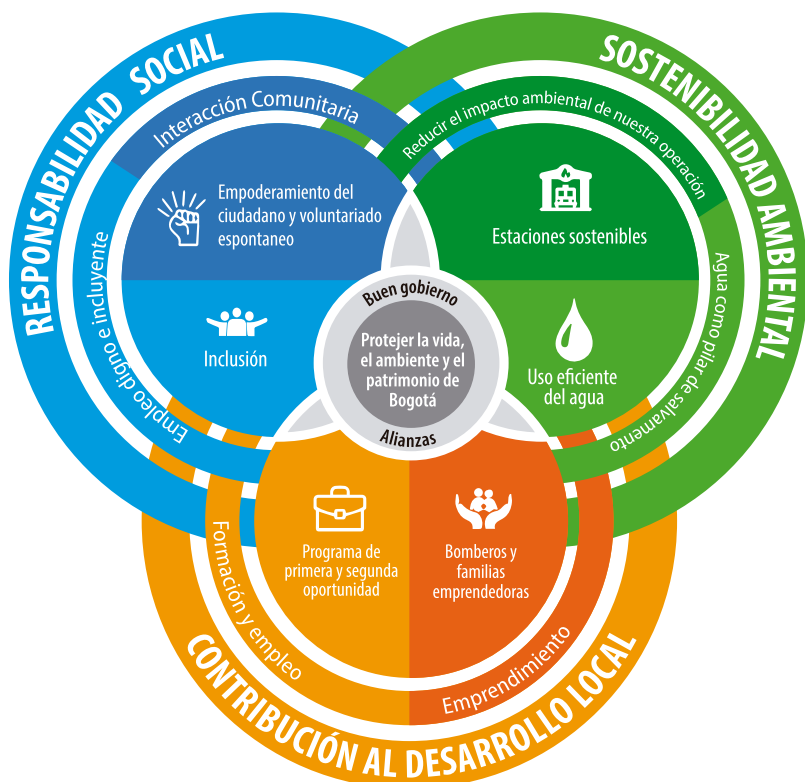 RESPONSABILIDAD SOCIAL
Interacción Comunitaria
Empoderamiento del
ciudadano y voluntariado
espontaneo
Empleo digno e incluyente
Inclusión
SOSTENIBILIDAD AMBIENTAL
Reducir el impacto ambiental de nuestra operación
Estaciones sostenibles
Agua como pilar de salvamento
Uso eficiente
del agua
Buen gobierno
Protejer la vida,
el ambiente y el
patrimonio de
Bogotá
Alianzas
Formación y empleo
Programa de
primera y segunda
oportunidad
Bomberos y
familias
emprendedoras
Emprendimiento
CONTRIBUCIÓN AL DESARROLLO LOCAL